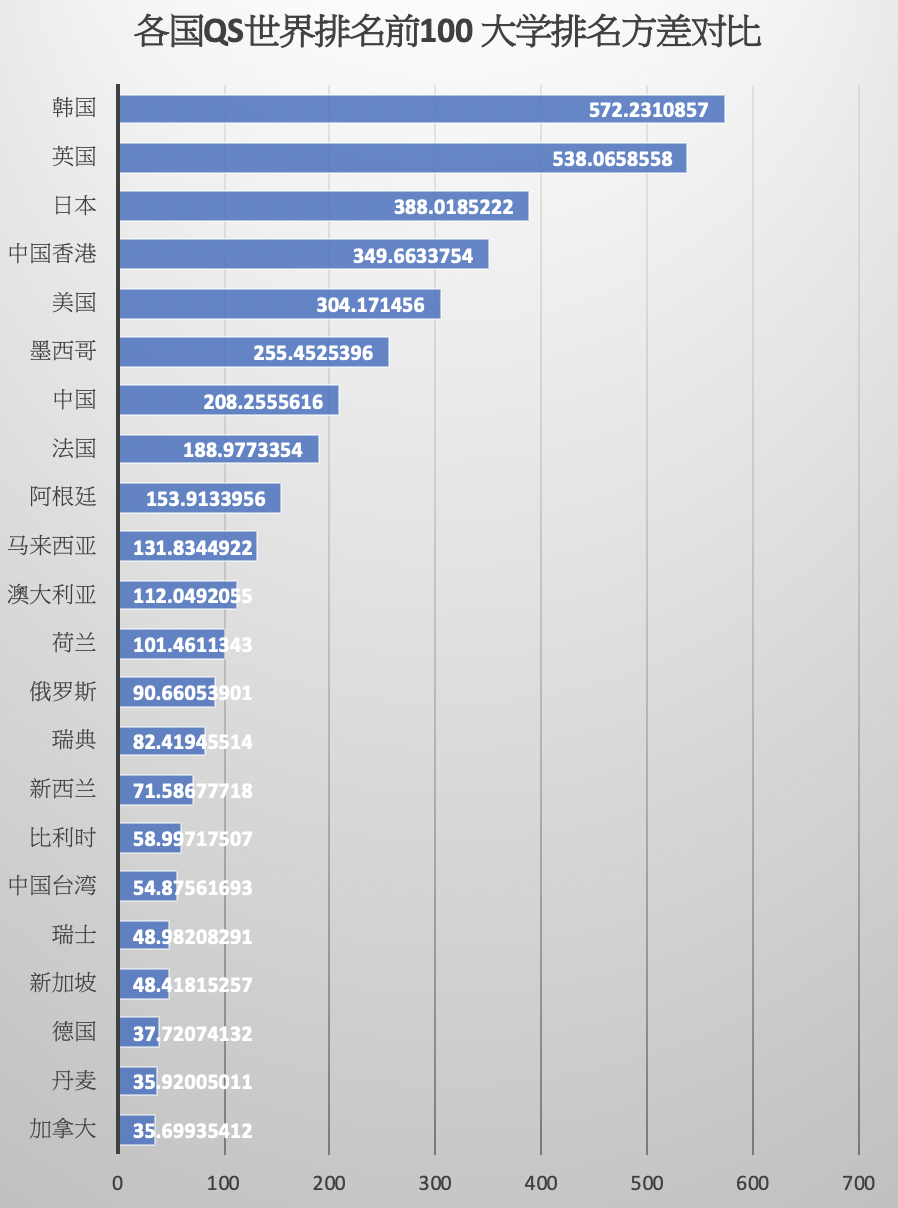 各国QS世界排名前100 大学排名方差对比
韩国 572.2310857
英国 538.0658558
日本 388.0185222
中国香港 349.6633754
美国 304.171456
墨西哥 255.4525396
中国 208.2555616
法国 188.9773354
阿根廷 153.9133956
马来西亚 131.8344922
澳大利亚 112.0492055
荷兰 101.4611343
俄罗斯 90.66053901
瑞典 82.41945514
新西兰 71.58677718
比利时 58.99717507
中国台湾 54.87561693
瑞士 48.98208291
新加坡 48.41815257
德国 37.72074132
丹麦 35.92005011
加拿大 35.69935412
0 100 200 300 400 500 600 700